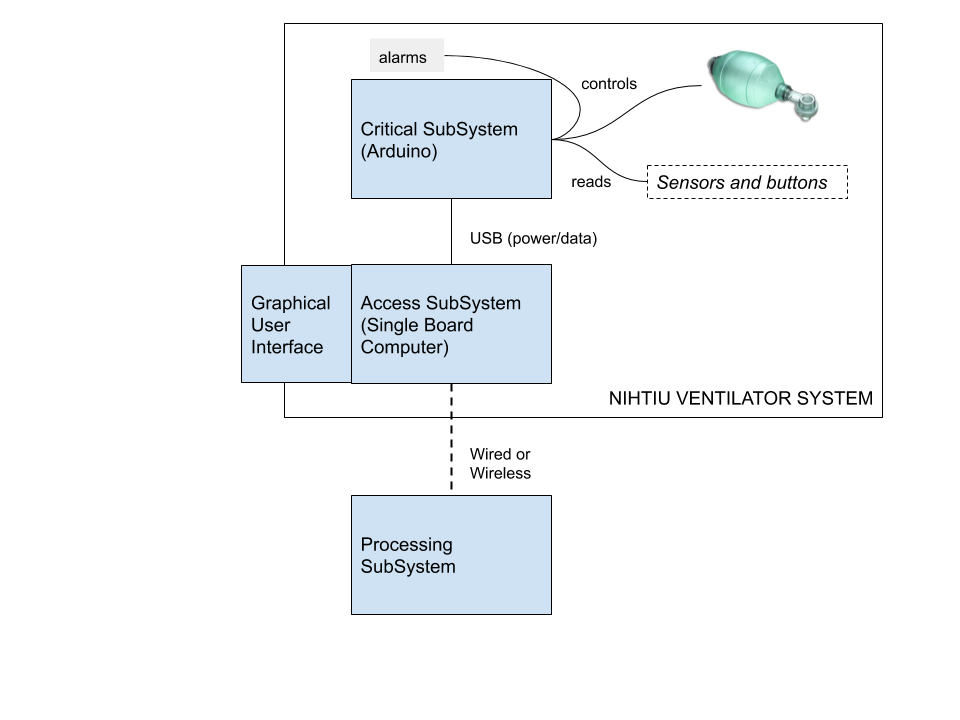 alarms
controls
Critical SubSystem
(Arduino)
reads
Sensors and buttons
USB (power/data)
Graphical
User
Interface
Access SubSystem
(Single Board
Computer)
NIHTIU VENTILATOR SYSTEM
Wired or
Wireless
Processing
SubSystem